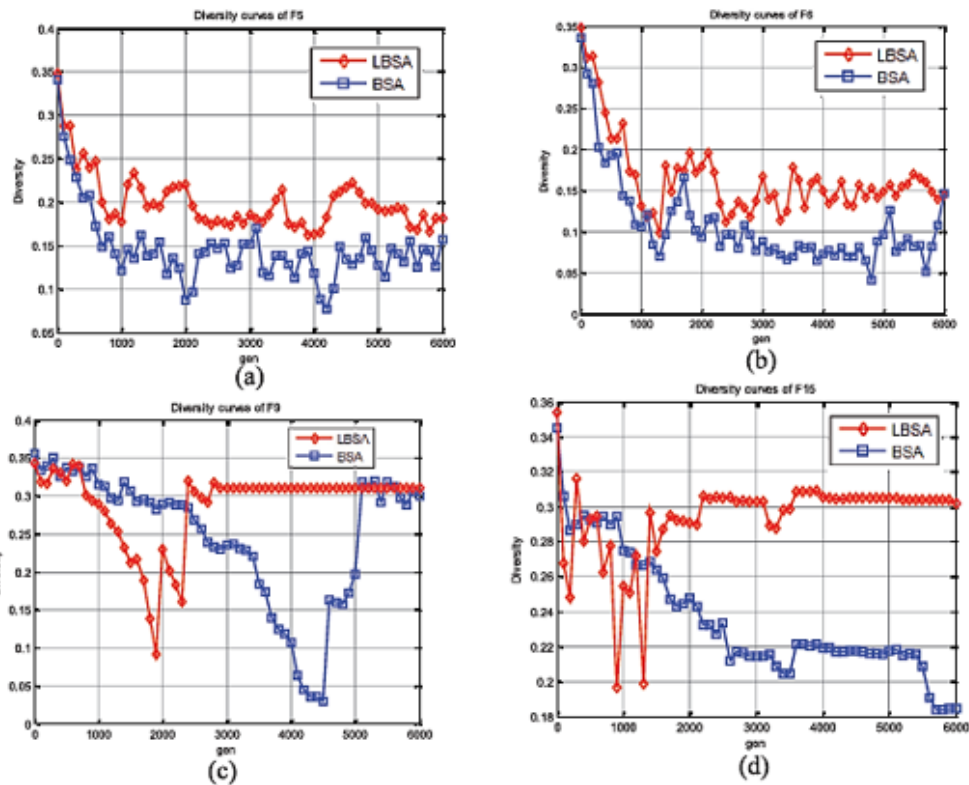 Diversity curves of F5
0.4
0.35
0.3
0.25
0.2
0.15
0.1
0.05
Diversity
LBSA
BSA
0 1000 2000 3000 4000 5000 6000
gen
(a)
Diversity curves of F6
0.35
0.3
0.25
0.2
0.15
0.1
0.05
0
Diversity
LBSA
BSA
0 1000 2000 3000 4000 5000 6000
gen
(b)
Diversity curves of F9
0.4
0.35
0.3
0.25
0.2
0.15
0.1
0.05
0
LBSA
BSA
0 1000 2000 3000 4000 5000 6000
gen
(c)
Diversity curves of F15
0.36
0.34
0.32
0.3
0.28
0.26
0.24
0.22
0.2
0.18
Diversity
LBSA
BSA
0 1000 2000 3000 4000 5000 6000
gen
(d)